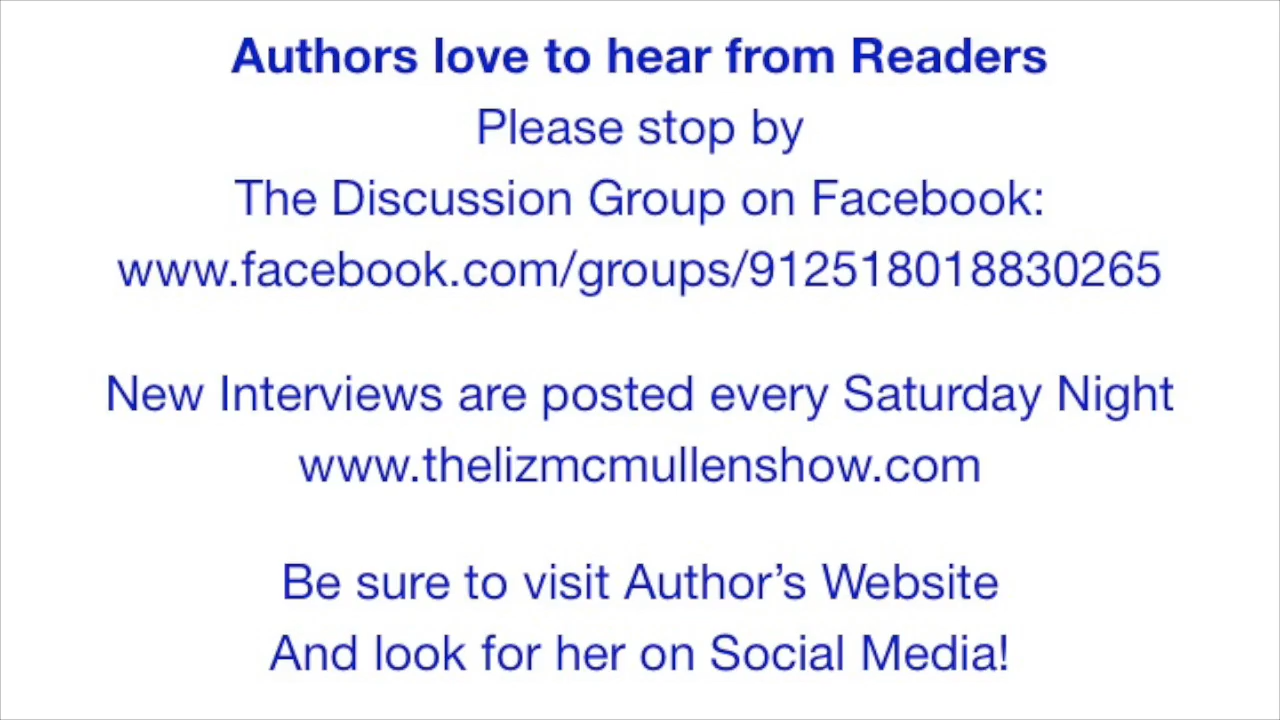 Authors love to hear from Readers
Please stop by
The Discussion Group on Facebook:
www.facebook.com/groups/912518018830265
New Interviews are posted every Saturday Night
www.thelizmcmullenshow.com
Be sure to visit Author’s Website
And look for her on Social Media!